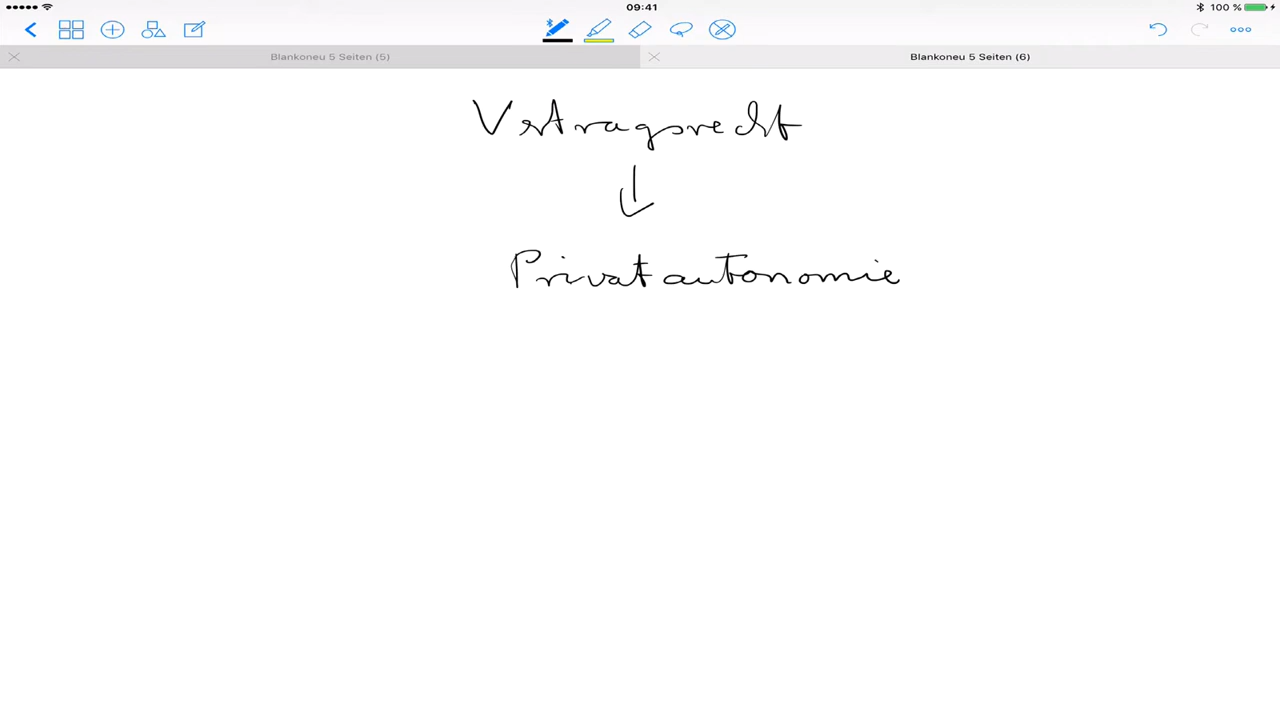 09:41
100 %
Blankoneu 5 Seiten (5)
Blankoneu 5 Seiten (6)
Vertragsrecht
Privatautonomie